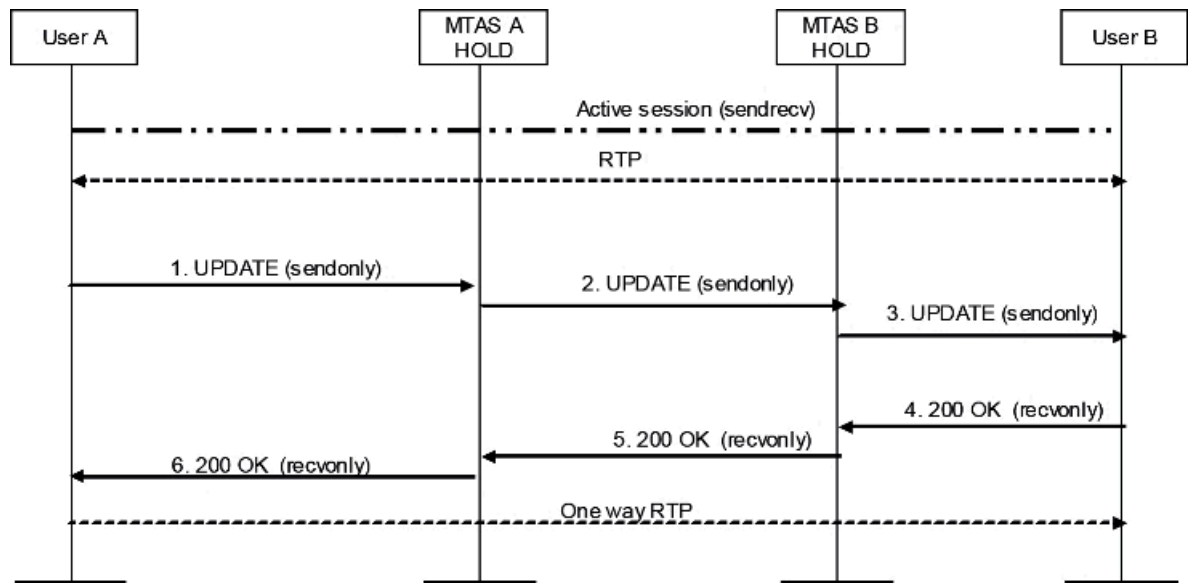 User A
MTAS A
HOLD
MTAS B
HOLD
User B
Active session (sendrecv)
RTP
1. UPDATE (sendonly)
2. UPDATE (sendonly)
3. UPDATE (sendonly)
4. 200 OK (recvonly)
5. 200 OK (recvonly)
6. 200 OK (recvonly)
One way RTP